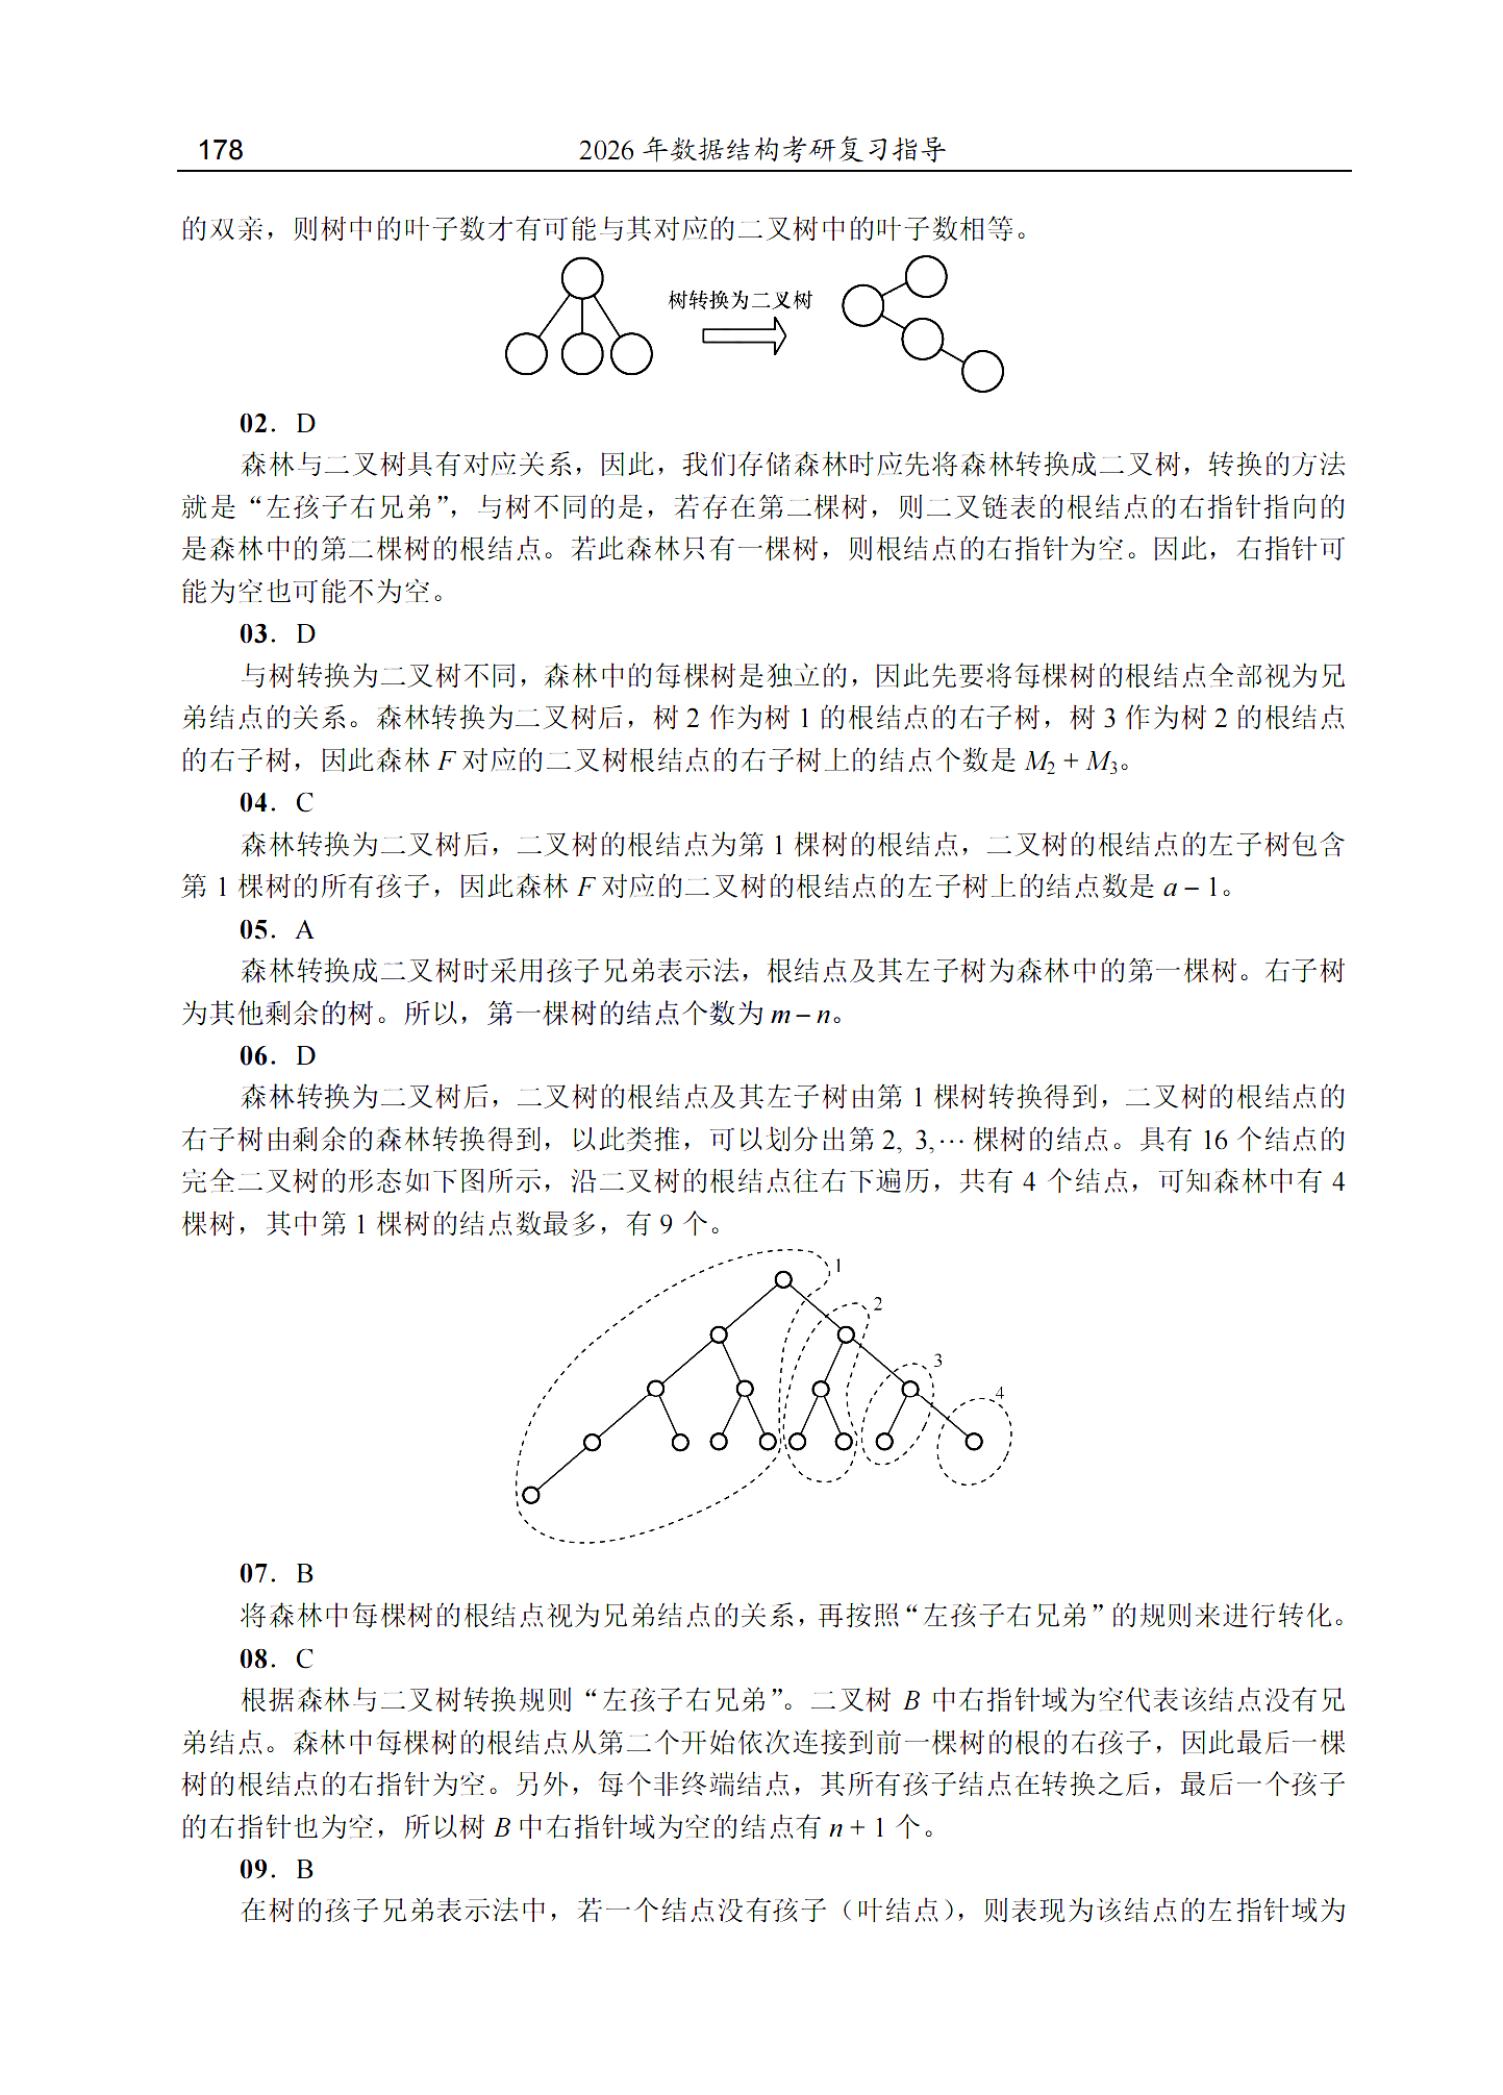 178 2026 年数据结构考研复习指导
的双亲，则树中的叶子数才有可能与其对应的二叉树中的叶子数相等。
树转换为二叉树
02．D
森林与二叉树具有对应关系，因此，我们存储森林时应先将森林转换成二叉树，转换的方法
就是“左孩子右兄弟”，与树不同的是，若存在第二棵树，则二叉链表的根结点的右指针指向的
是森林中的第二棵树的根结点。若此森林只有一棵树，则根结点的右指针为空。因此，右指针可
能为空也可能不为空。
03．D
与树转换为二叉树不同，森林中的每棵树是独立的，因此先要将每棵树的根结点全部视为兄
弟结点的关系。森林转换为二叉树后，树 2 作为树 1 的根结点的右子树，树 3 作为树 2 的根结点
的右子树，因此森林 F 对应的二叉树根结点的右子树上的结点个数是 M₂ + M₃。
04．C
森林转换为二叉树后，二叉树的根结点为第 1 棵树的根结点，二叉树的根结点的左子树包含
第 1 棵树的所有孩子，因此森林 F 对应的二叉树的根结点的左子树上的结点数是 a – 1。
05．A
森林转换成二叉树时采用孩子兄弟表示法，根结点及其左子树为森林中的第一棵树。右子树
为其他剩余的树。所以，第一棵树的结点个数为 m – n。
06．D
森林转换为二叉树后，二叉树的根结点及其左子树由第 1 棵树转换得到，二叉树的根结点的
右子树由剩余的森林转换得到，以此类推，可以划分出第 2, 3,⋯ 棵树的结点。具有 16 个结点的
完全二叉树的形态如下图所示，沿二叉树的根结点往右下遍历，共有 4 个结点，可知森林中有 4
棵树，其中第 1 棵树的结点数最多，有 9 个。
1
2
3
4
07．B
将森林中每棵树的根结点视为兄弟结点的关系，再按照“左孩子右兄弟”的规则来进行转化。
08．C
根据森林与二叉树转换规则“左孩子右兄弟”。二叉树 B 中右指针域为空代表该结点没有兄
弟结点。森林中每棵树的根结点从第二个开始依次连接到前一棵树的根的右孩子，因此最后一棵
树的根结点的右指针为空。另外，每个非终端结点，其所有孩子结点在转换之后，最后一个孩子
的右指针也为空，所以树 B 中右指针域为空的结点有 n + 1 个。
09．B
在树的孩子兄弟表示法中，若一个结点没有孩子（叶结点），则表现为该结点的左指针域为